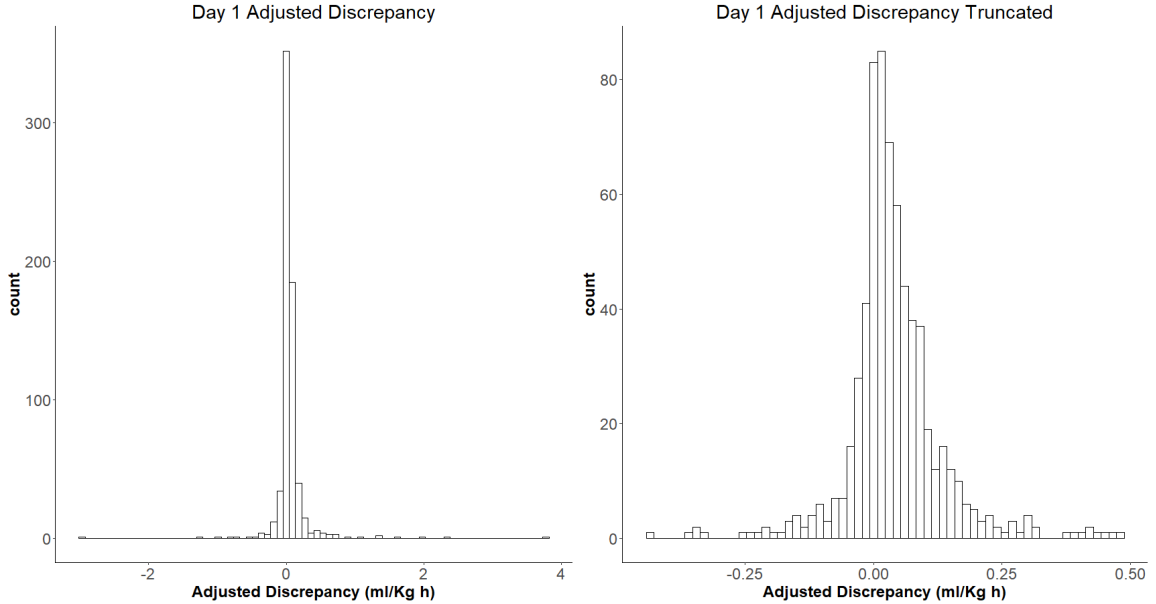 Day 1 Adjusted Discrepancy
300
200
100
0
count
-2
0
2
4
Adjusted Discrepancy (ml/Kg h)
Day 1 Adjusted Discrepancy Truncated
80
60
40
20
0
count
-0.25
0.00
0.25
0.50
Adjusted Discrepancy (ml/Kg h)